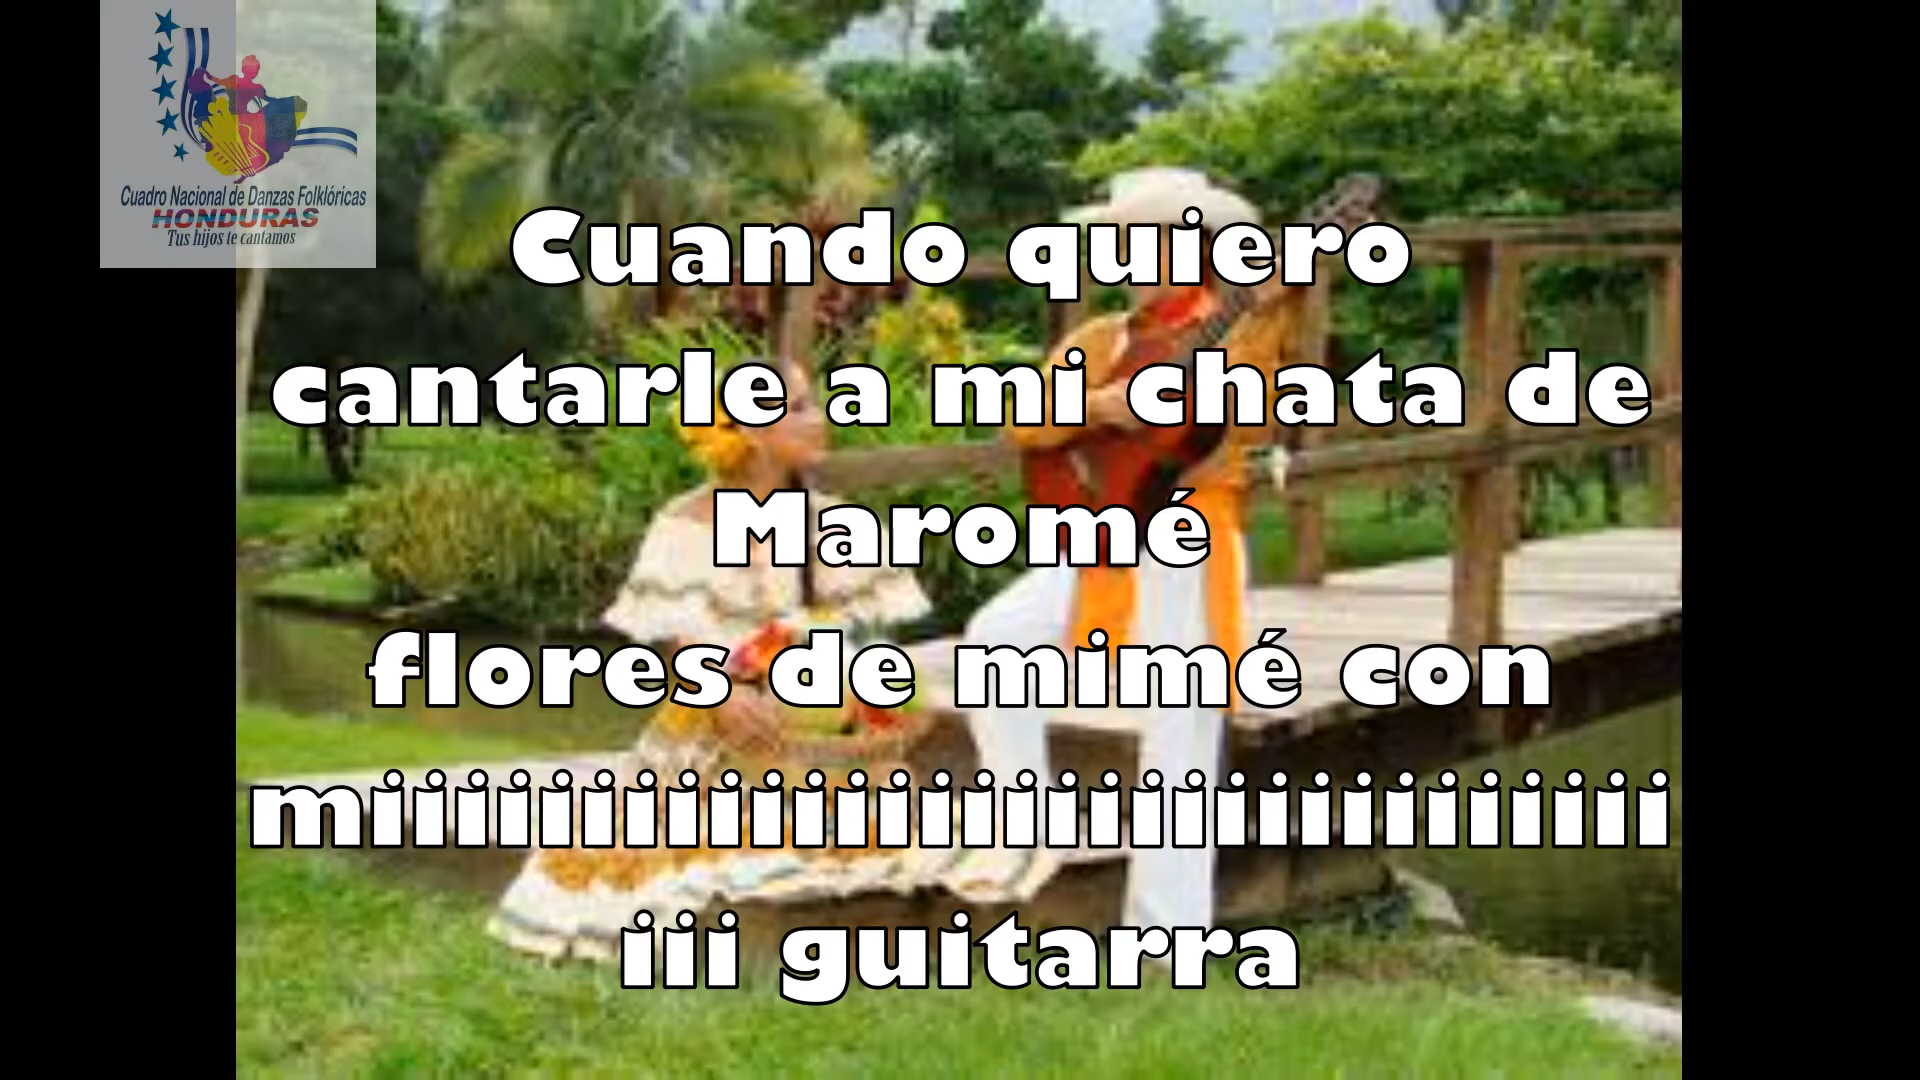 Cuadro Nacional de Danzas Folklóricas
HONDURAS
Tus hijos te cantamos
Cuando quiero
cantarle a mi chata de
Maromé
flores de mimé con
miiiiiiiiiiiiiiiiiiiiiiiiiiiiiii
iii guitarra